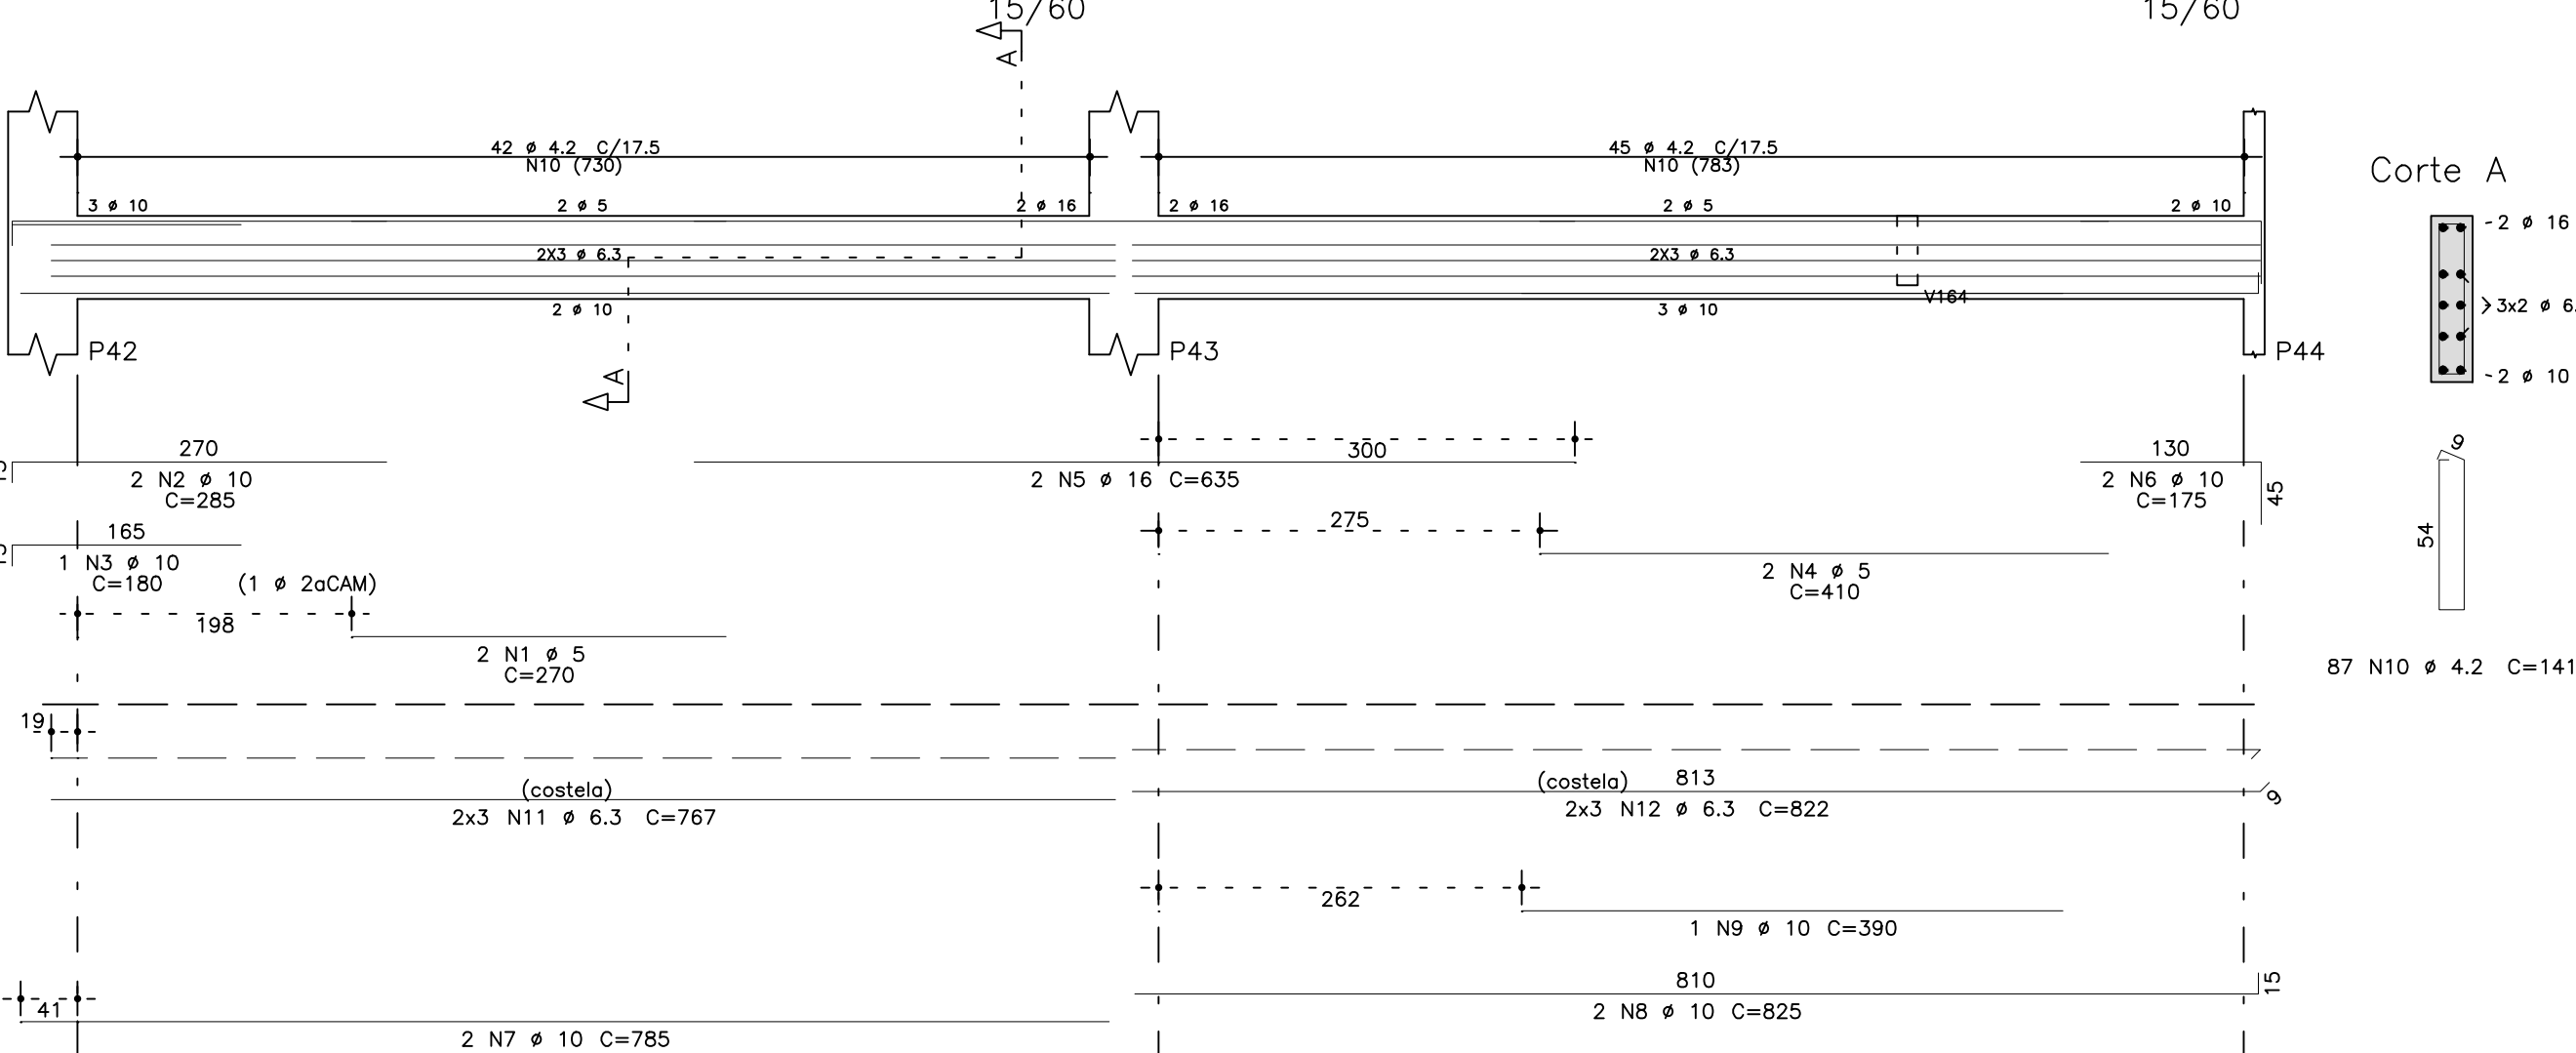 15/60
15/60
A
42 ø 4.2 C/17.5
N10 (730)
45 ø 4.2 C/17.5
N10 (783)
Corte A
3 ø 10
2 ø 5
2 ø 16
2 ø 16
2 ø 5
2 ø 10
-2 ø 16
2X3 ø 6.3
2X3 ø 6.3
V164
3x2 ø 6.
2 ø 10
3 ø 10
P42
P43
P44
A
-2 ø 10
270
2 N2 ø 10
C=285
300
2 N5 ø 16 C=635
130
2 N6 ø 10
C=175
45
9
54
165
1 N3 ø 10
C=180
(1 ø 2aCAM)
275
2 N4 ø 5
C=410
198
2 N1 ø 5
C=270
87 N10 ø 4.2 C=141
19
(costela)
2x3 N11 ø 6.3 C=767
(costela)
813
2x3 N12 ø 6.3 C=822
9
262
1 N9 ø 10 C=390
41
2 N7 ø 10 C=785
810
15
2 N8 ø 10 C=825